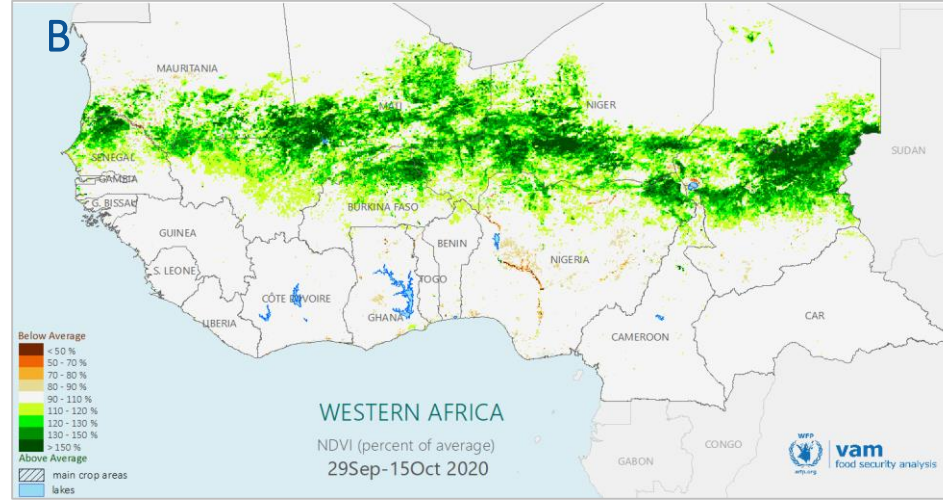 B
MAURITANIA
MALI
NIGER
SUDAN
SENEGAL
GAMBIA
G. BISSAU
BURKINA FASO
GUINEA
BENIN
NIGERIA
S. LEONE
TOGO
CÔTE D'IVOIRE
GHANA
LIBERIA
CAMEROON
CAR
GABON
CONGO
Below Average
< 50 %
50 - 70 %
70 - 80 %
80 - 90 %
90 - 110 %
110 - 120 %
120 - 130 %
130 - 150 %
> 150 %
Above Average
main crop areas
lakes
WESTERN AFRICA
NDVI (percent of average)
29Sep-15Oct 2020
WFP
wfp.org
vam
food security analysis